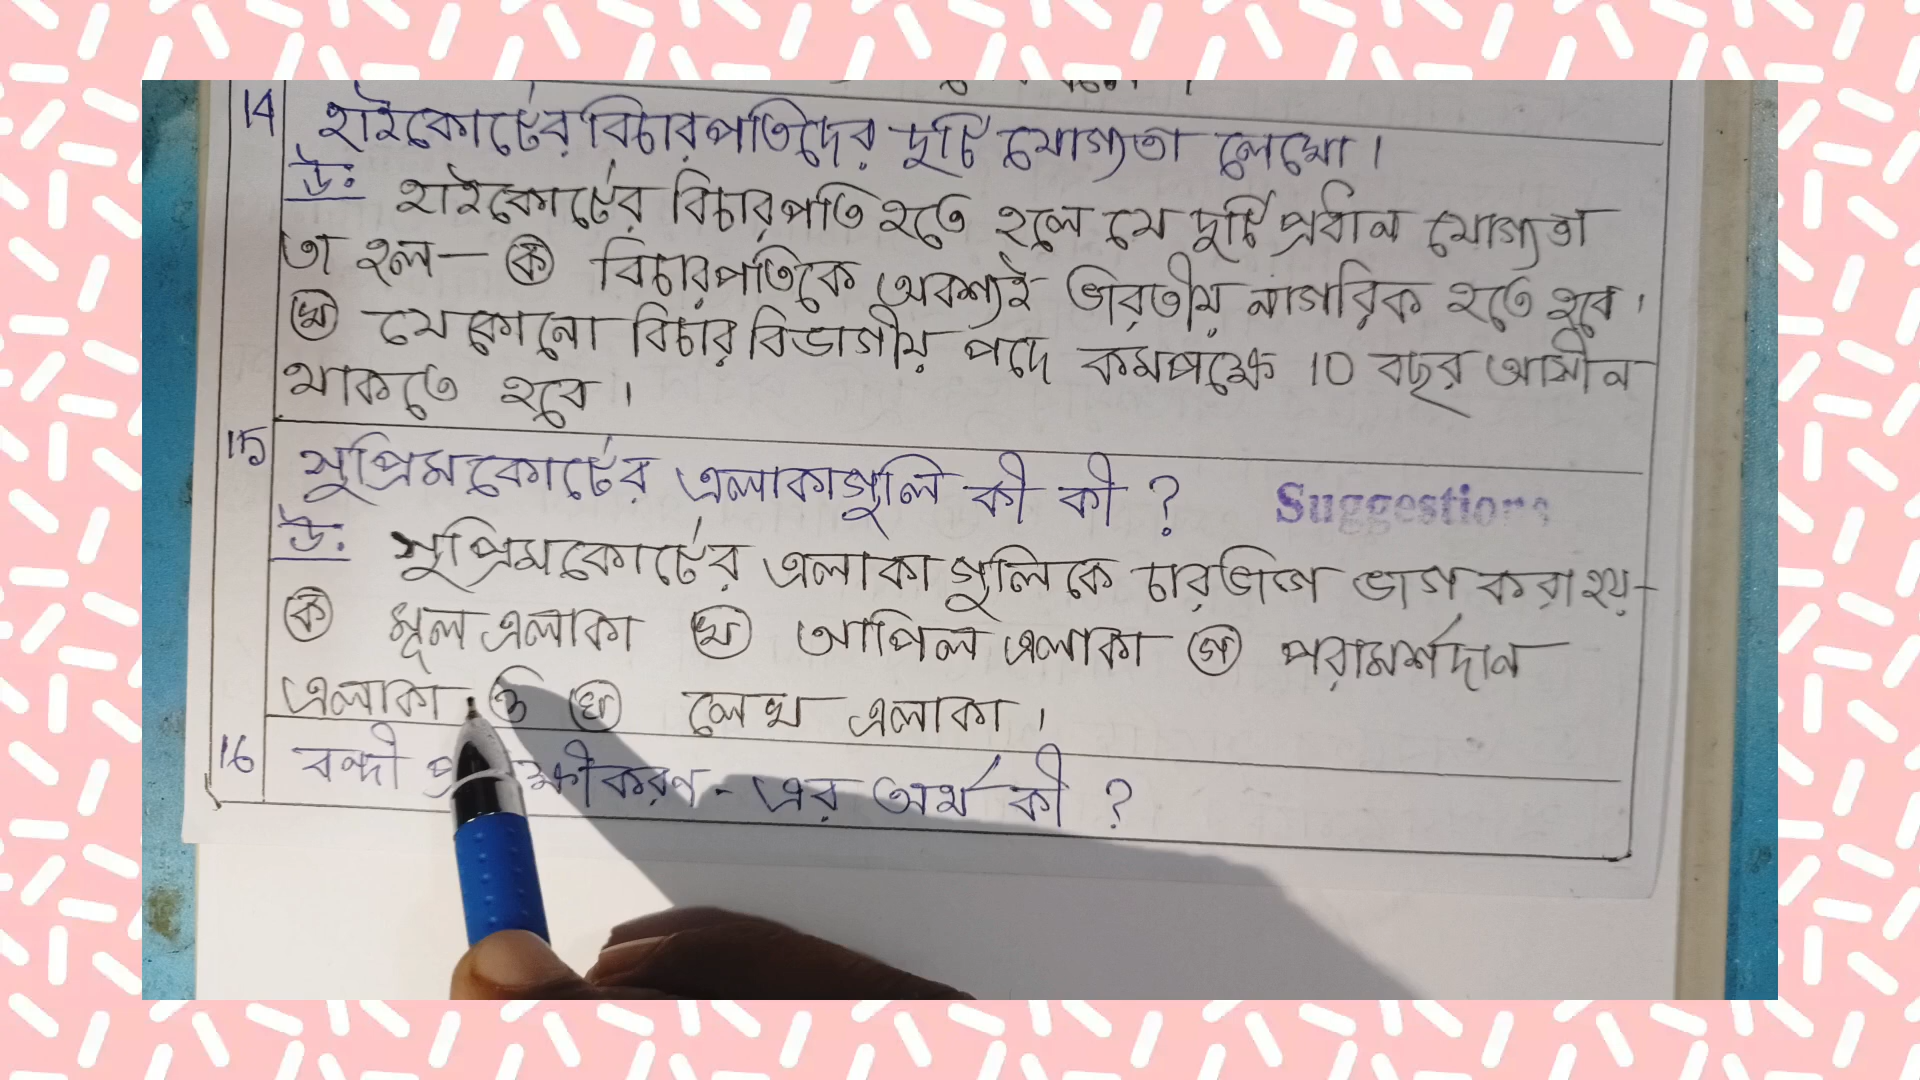 14 হাইকোর্টের বিচারপতিদের দুটি যোগ্যতা লেখো।
উঃ হাইকোর্টের বিচারপতি হতে হলে যে দুটি প্রধান যোগ্যতা
তা হল- (ক) বিচারপতিকে অবশ্যই ভারতীয় নাগরিক হতে হবে।
(খ) যেকোনো বিচার বিভাগীয় পদে কমপক্ষে 10 বছর আসীন
থাকতে হবে।
15 সুপ্রিমকোর্টের এলাকাগুলি কী কী ?
Suggestions
উঃ সুপ্রিমকোর্টের এলাকাগুলিকে চারভাগে ভাগ করা হয়-
(ক) মূল এলাকা (খ) আপিল এলাকা (গ) পরামর্শদান
এলাকা ও (ঘ) লেখ এলাকা।
16 বন্দী - এর অর্থ কী ?